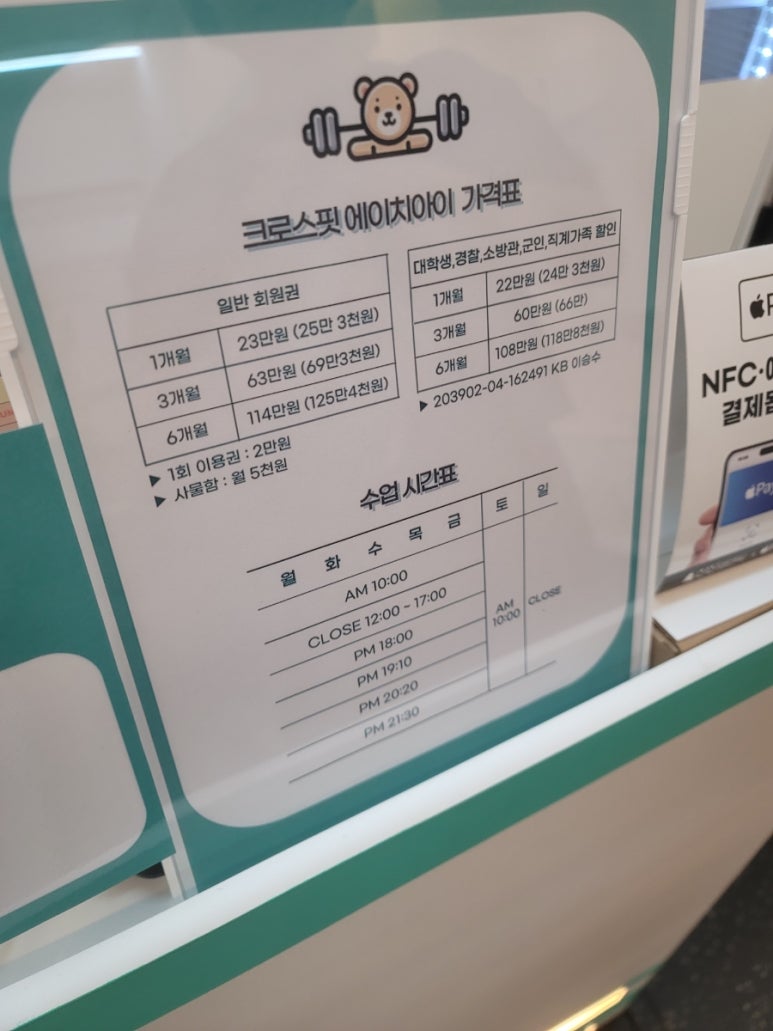 크로스핏 에이치아이 가격표
일반 회원권
1개월 23만원 (25만 3천원)
3개월 63만원 (69만3천원)
6개월 114만원 (125만4천원)
▶ 1회 이용권 : 2만원
▶ 사물함 : 월 5천원
대학생,경찰,소방관,군인,직계가족 할인
1개월 22만원 (24만 3천원)
3개월 60만원 (66만)
6개월 108만원 (118만8천원)
▶ 203902-04-162491 KB 이승수
수업 시간표
월 화 수 목 금 토 일
AM 10:00
CLOSE 12:00 ~ 17:00
PM 18:00
PM 19:10
PM 20:20
PM 21:30
AM
10:00
CLOSE
NFC·
결제
Pay